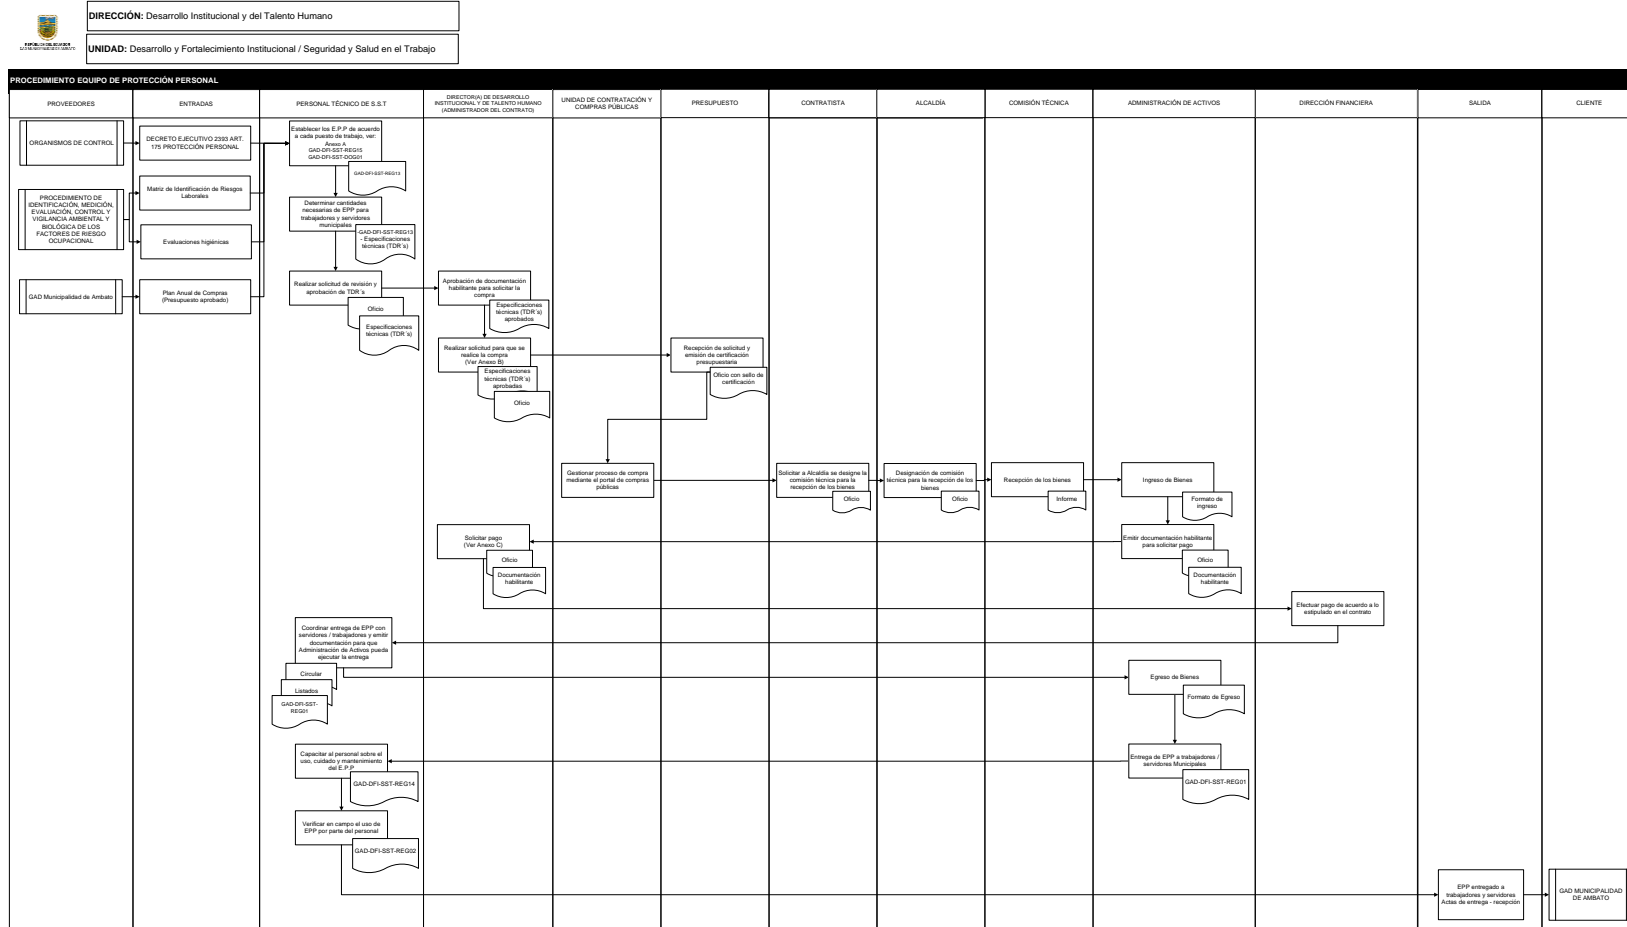 DIRECCIÓN: Desarrollo Institucional y del Talento Humano
UNIDAD: Desarrollo y Fortalecimiento Institucional / Seguridad y Salud en el Trabajo
PROCEDIMIENTO EQUIPO DE PROTECCIÓN PERSONAL
PROVEEDORES
ENTRADAS
PERSONAL TÉCNICO DE S.S.T
DIRECTOR(A) DE DESARROLLO
INSTITUCIONAL Y DE TALENTO HUMANO
(ADMINISTRADOR DEL CONTRATO)
UNIDAD DE CONTRATACIÓN Y
COMPRAS PÚBLICAS
PRESUPUESTO
CONTRATISTA
ALCALDÍA
COMISIÓN TÉCNICA
ADMINISTRACIÓN DE ACTIVOS
DIRECCIÓN FINANCIERA
SALIDA
CLIENTE
ORGANISMOS DE CONTROL
DECRETO EJECUTIVO 2393 ART.
175 PROTECCIÓN PERSONAL
Establecer los E.P.P de acuerdo
a cada puesto de trabajo, ver:
Anexo A
GAD-DFI-SST-REG15
GAD-DFI-SST-DOG01
GAD-DFI-SST-REG13
PROCEDIMIENTO DE
IDENTIFICACIÓN, MEDICIÓN,
EVALUACIÓN, CONTROL Y
VIGILANCIA AMBIENTAL Y
BIOLÓGICA DE LOS
FACTORES DE RIESGO
OCUPACIONAL
Matriz de Identificación de Riesgos
Laborales
Evaluaciones higiénicas
Determinar cantidades
necesarias de EPP para
trabajadores y servidores
municipales
-GAD-DFI-SST-REG13
- Especificaciones
técnicas (TDR´s)
GAD Municipalidad de Ambato
Plan Anual de Compras
(Presupuesto aprobado)
Realizar solicitud de revisión y
aprobación de TDR´s
Oficio
Especificaciones
técnicas (TDR´s)
Aprobación de documentación
habilitante para solicitar la
compra
Especificaciones
técnicas (TDR´s)
aprobados
Realizar solicitud para que se
realice la compra
(Ver Anexo B)
Especificaciones
técnicas (TDR´s)
aprobadas
Oficio
Recepción de solicitud y
emisión de certificación
presupuestaria
Oficio con sello de
certificación
Gestionar proceso de compra
mediante el portal de compras
públicas
Solicitar a Alcaldía se designe la
comisión técnica para la
recepción de los bienes
Oficio
Designación de comisión
técnica para la recepción de los
bienes
Oficio
Recepción de los bienes
Informe
Ingreso de Bienes
Formato de
ingreso
Solicitar pago
(Ver Anexo C)
Oficio
Documentación
habilitante
Emitir documentación habilitante
para solicitar pago
Oficio
Documentación
habilitante
Efectuar pago de acuerdo a lo
estipulado en el contrato
Coordinar entrega de EPP con
servidores / trabajadores y emitir
documentación para que
Administración de Activos pueda
ejecutar la entrega
Circular
Listados
GAD-DFI-SST-
REG01
Egreso de Bienes
Formato de Egreso
Capacitar al personal sobre el
uso, cuidado y mantenimiento
del E.P.P
GAD-DFI-SST-REG14
Entrega de EPP a trabajadores /
servidores Municipales
GAD-DFI-SST-REG01
Verificar en campo el uso de
EPP por parte del personal
GAD-DFI-SST-REG02
EPP entregado a
trabajadores y servidores
Actas de entrega - recepción
GAD MUNICIPALIDAD
DE AMBATO